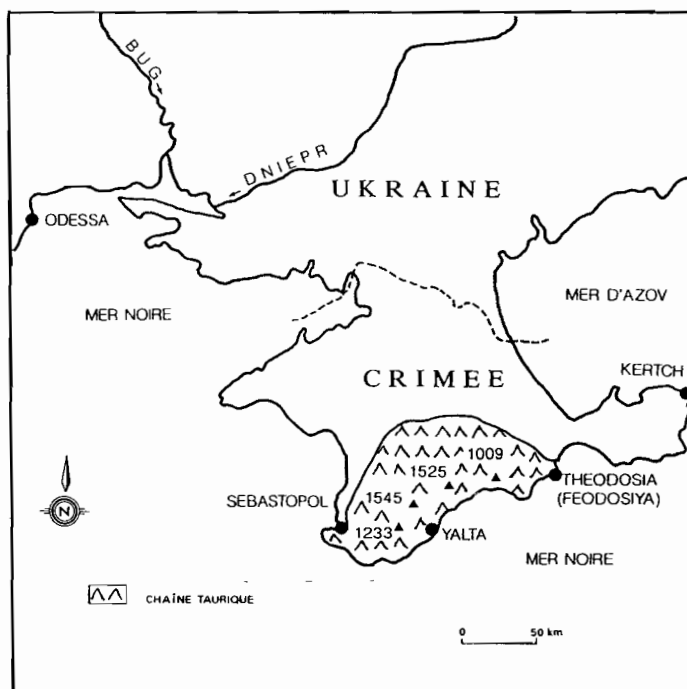 BUG
DNIEPR
UKRAINE
ODESSA
MER D'AZOV
MER NOIRE
CRIMEE
KERTCH
1009
1525
THEODOSIA
(FEODOSIYA)
1545
SEBASTOPOL
1233
YALTA
N
MER NOIRE
CHAÎNE TAURIQUE
0 50 km